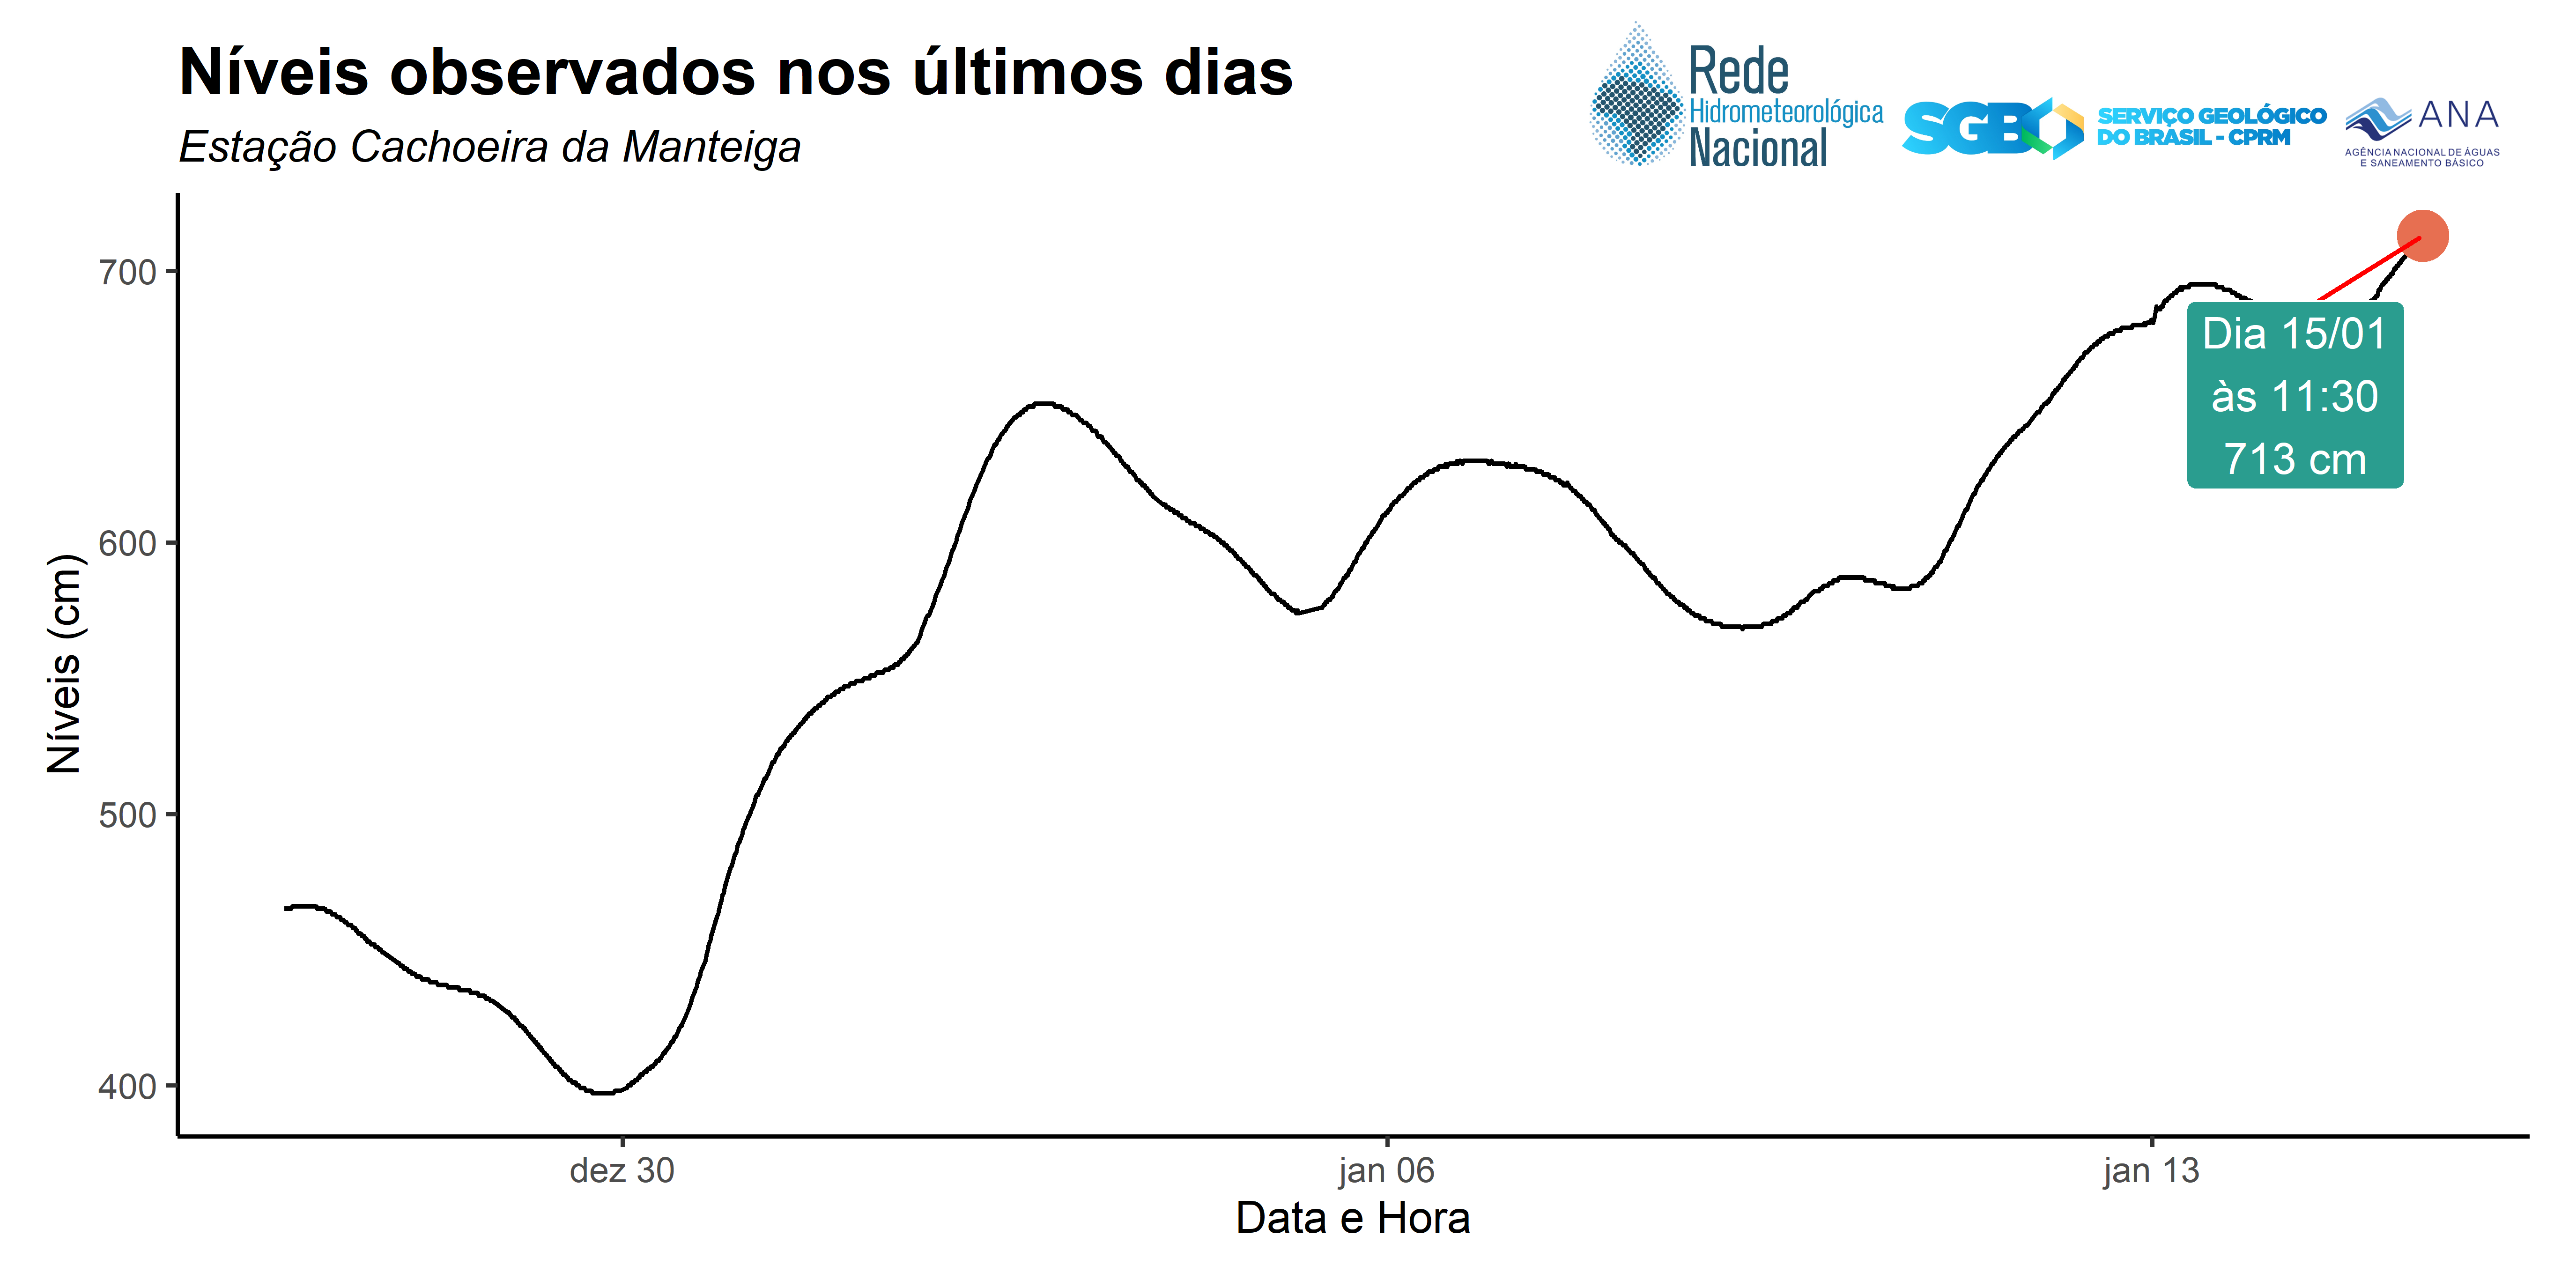 Níveis observados nos últimos dias
Estação Cachoeira da Manteiga
Rede
Hidrometeorológica
Nacional
SGB
SERVIÇO GEOLÓGICO
DO BRASIL - CPRM
ANA
AGÊNCIA NACIONAL DE ÁGUAS
E SANEAMENTO BÁSICO
Níveis (cm)
700
600
500
400
Dia 15/01
às 11:30
713 cm
dez 30
jan 06
jan 13
Data e Hora